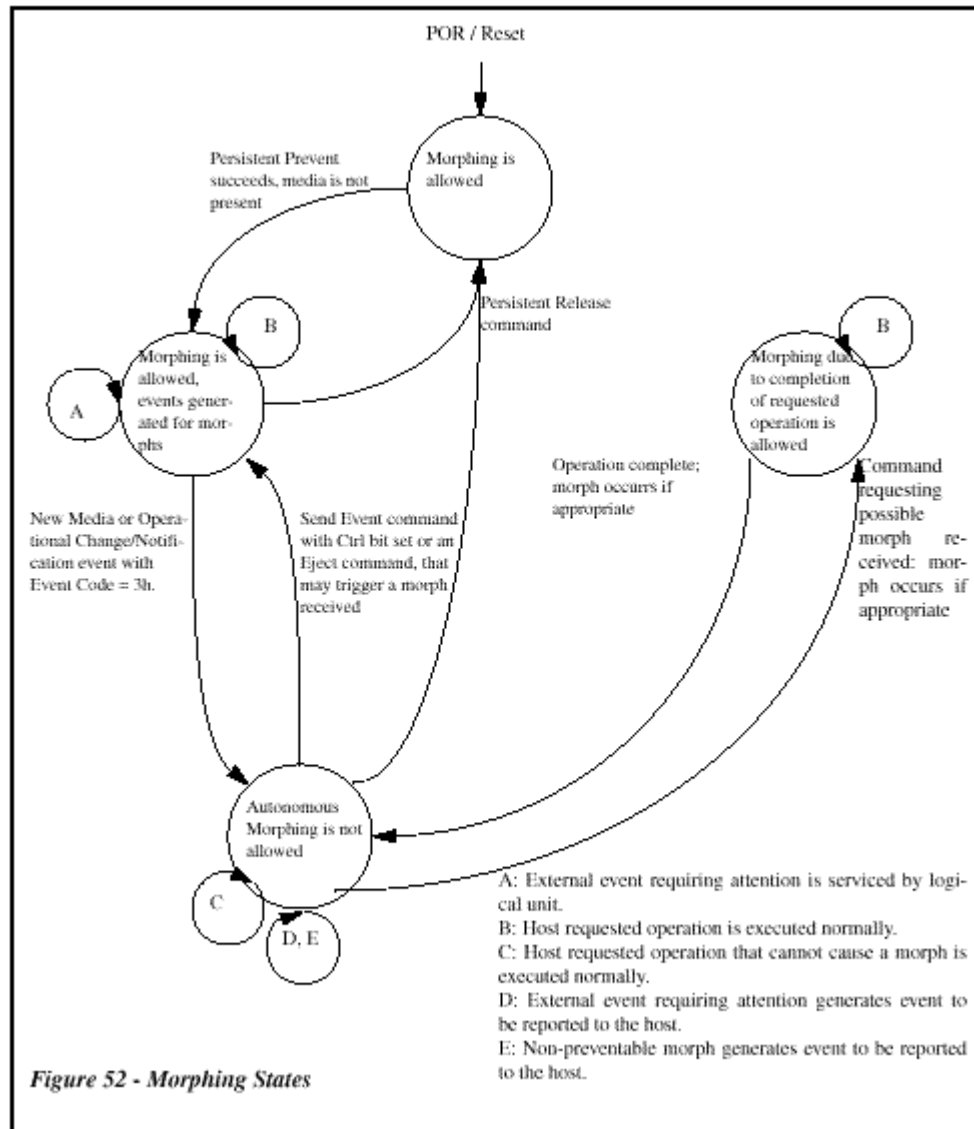 POR / Reset
Persistent Prevent
succeeds, media is not
present
Morphing is
allowed
Persistent Release
command
B
Morphing is
allowed,
events gener-
ated for mor-
phs
A
B
Morphing due
to completion
of requested
operation is
allowed
New Media or Opera-
tional Change/Notifi-
cation event with
Event Code = 3h.
Send Event command
with Ctrl bit set or an
Eject command, that
may trigger a morph
received
Operation complete;
morph occurrs if
appropriate
Command
requesting
possible
morph re-
ceived: mor-
ph occurs if
appropriate
Autonomous
Morphing is not
allowed
C
D, E
A: External event requiring attention is serviced by logi-
cal unit.
B: Host requested operation is executed normally.
C: Host requested operation that cannot cause a morph is
executed normally.
D: External event requiring attention generates event to
be reported to the host.
E: Non-preventable morph generates event to be reported
to the host.
Figure 52 - Morphing States